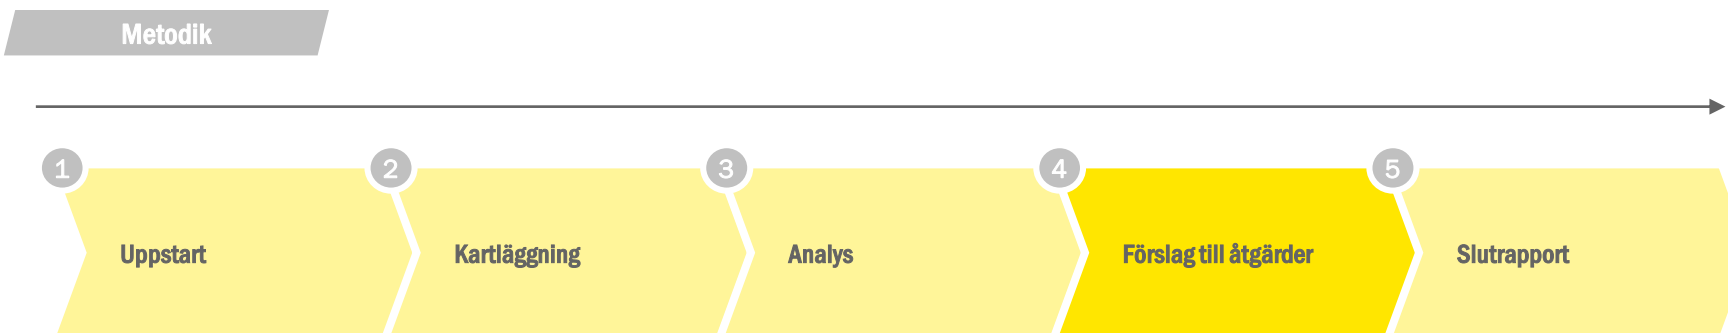 Metodik
1
2
3
4
5
Uppstart
Kartläggning
Analys
Förslag till åtgärder
Slutrapport